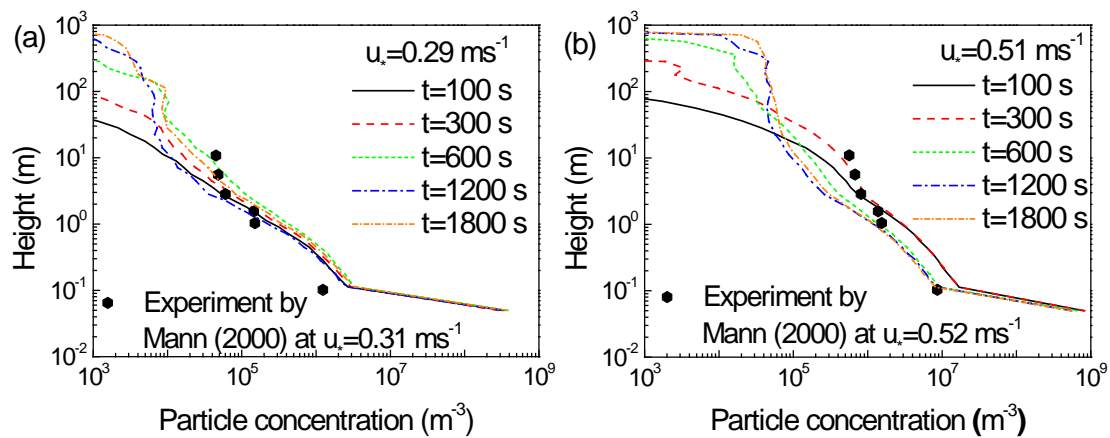 (a)
u*=0.29 ms-1
t=100 s
t=300 s
t=600 s
t=1200 s
t=1800 s
Experiment by
Mann (2000) at u*=0.31 ms-1
Height (m)
10^3
10^2
10^1
10^0
10^-1
10^-2
10^3 10^5 10^7 10^9
Particle concentration (m-3)
(b)
u*=0.51 ms-1
t=100 s
t=300 s
t=600 s
t=1200 s
t=1800 s
Experiment by
Mann (2000) at u*=0.52 ms-1
Height (m)
10^3
10^2
10^1
10^0
10^-1
10^-2
10^3 10^5 10^7 10^9
Particle concentration (m-3)